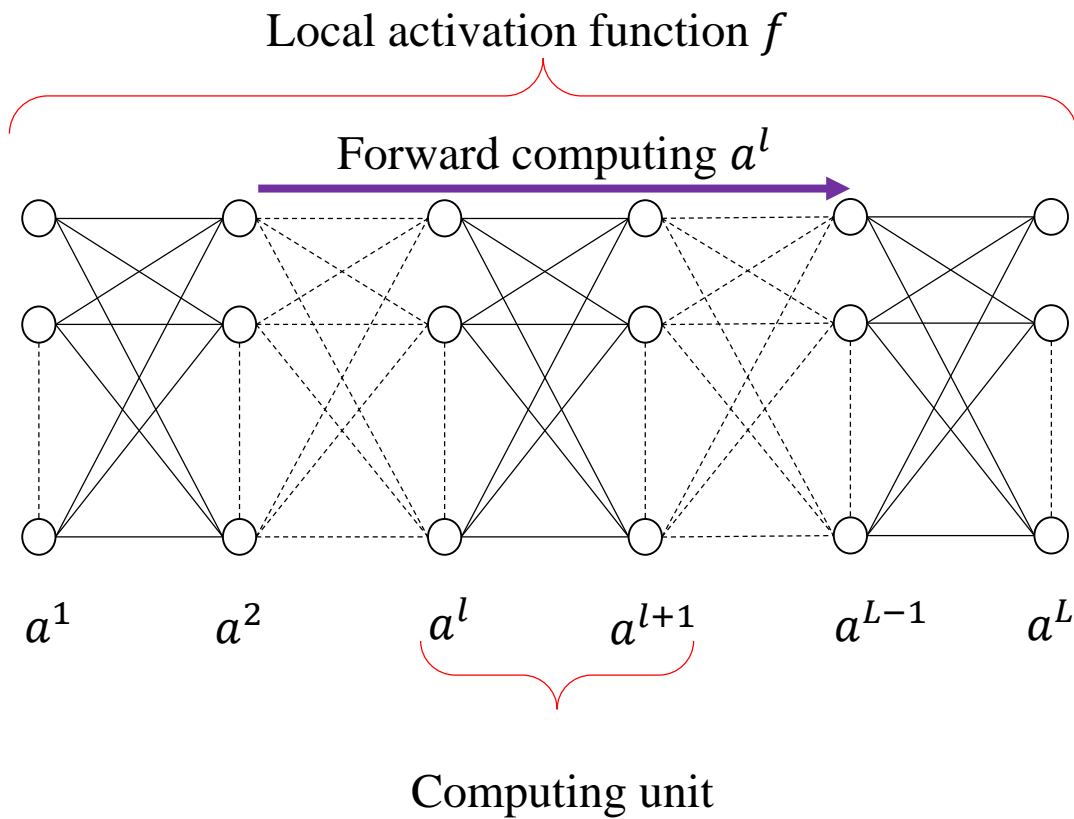 Local activation function f
Forward computing a^l
a^1 a^2 a^l a^{l+1} a^{L-1} a^L
Computing unit